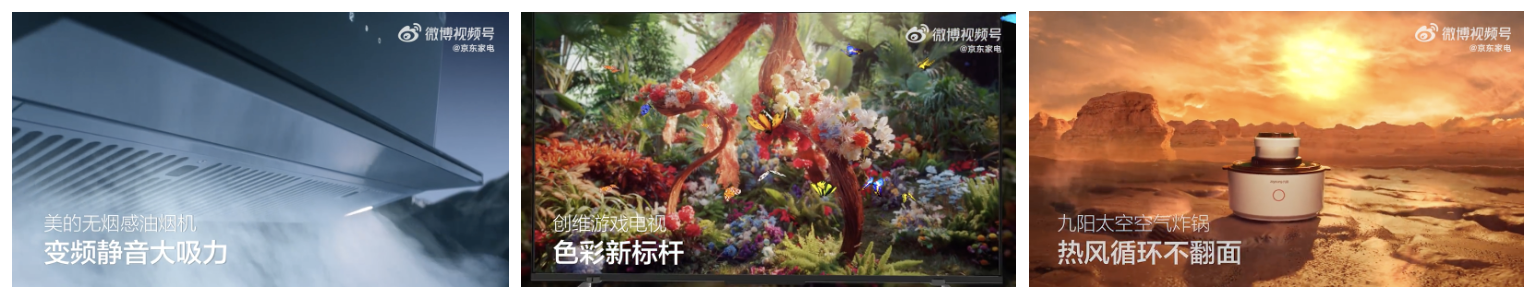 微博视频号
@京东家电
美的无烟感油烟机
变频静音大吸力
微博视频号
@京东家电
创维游戏电视
色彩新标杆
微博视频号
@京东家电
九阳太空空气炸锅
热风循环不翻面